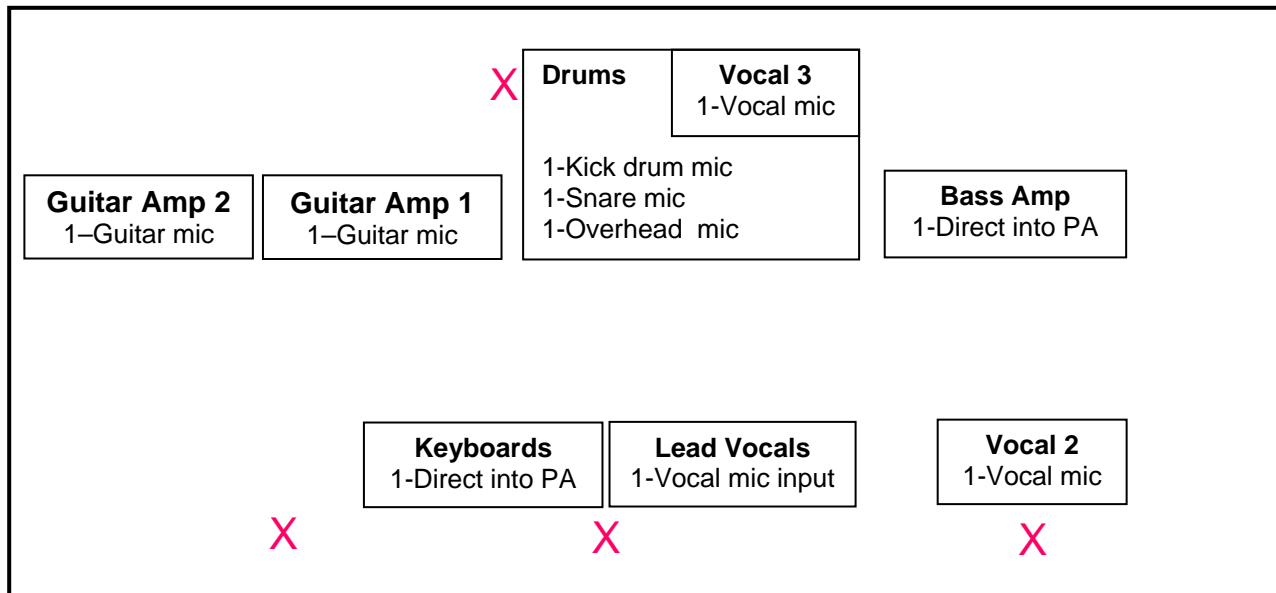 X
Drums
Vocal 3
1-Vocal mic
1-Kick drum mic
1-Snare mic
1-Overhead  mic
Guitar Amp 2
1–Guitar mic
Guitar Amp 1
1–Guitar mic
Bass Amp
1-Direct into PA
Keyboards
1-Direct into PA
Lead Vocals
1-Vocal mic input
Vocal 2
1-Vocal mic
X
X
X